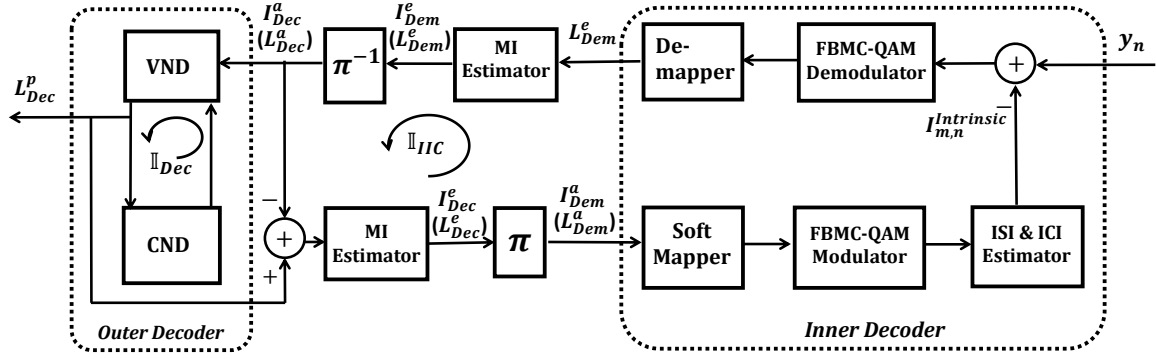 I^a_Dec
(L^a_Dec)
I^e_Dem
(L^e_Dem)
L^e_Dem
y_n
VND
π^−1
MI
Estimator
De-
mapper
FBMC-QAM
Demodulator
+
−
I^Intrinsic_m,n
L^p_Dec
𝕀_Dec
𝕀_IIC
CND
−
+
+
MI
Estimator
I^e_Dec
(L^e_Dec)
π
I^a_Dem
(L^a_Dem)
Soft
Mapper
FBMC-QAM
Modulator
ISI & ICI
Estimator
Outer Decoder
Inner Decoder